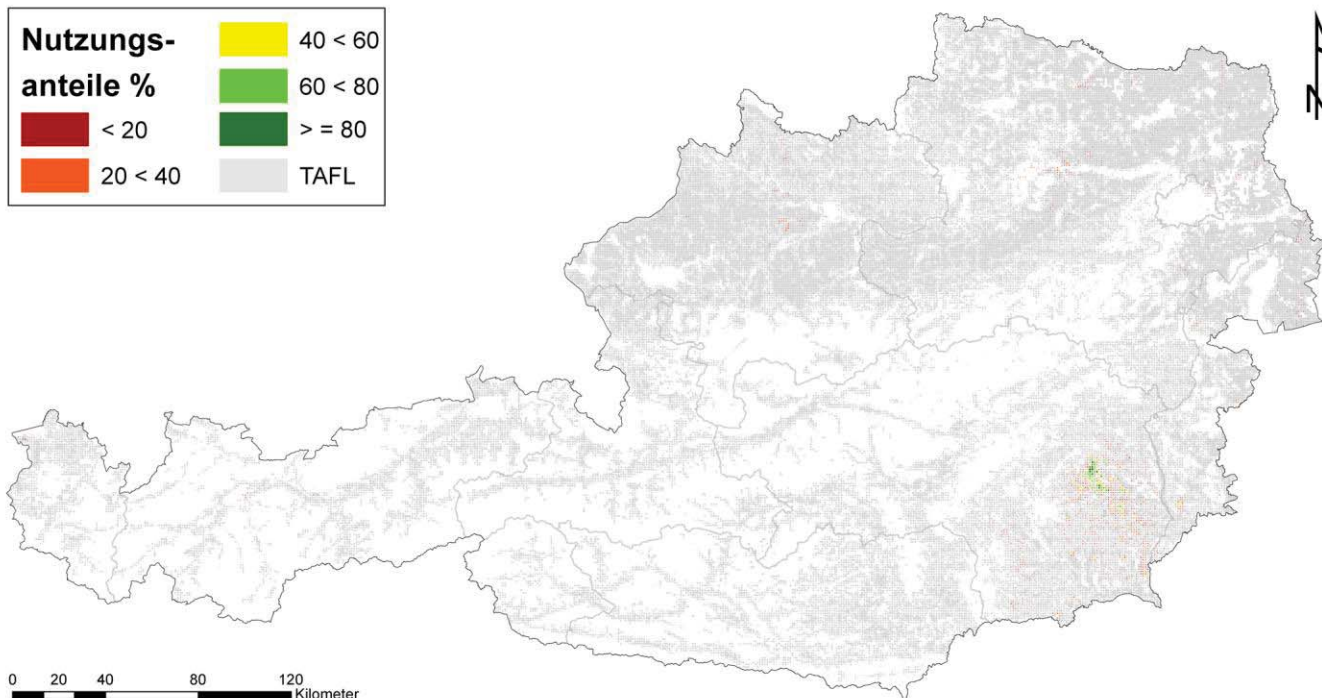 Nutzungs-
anteile %
< 20
20 < 40
40 < 60
60 < 80
> = 80
TAFL
N
0 20 40 80 120
Kilometer